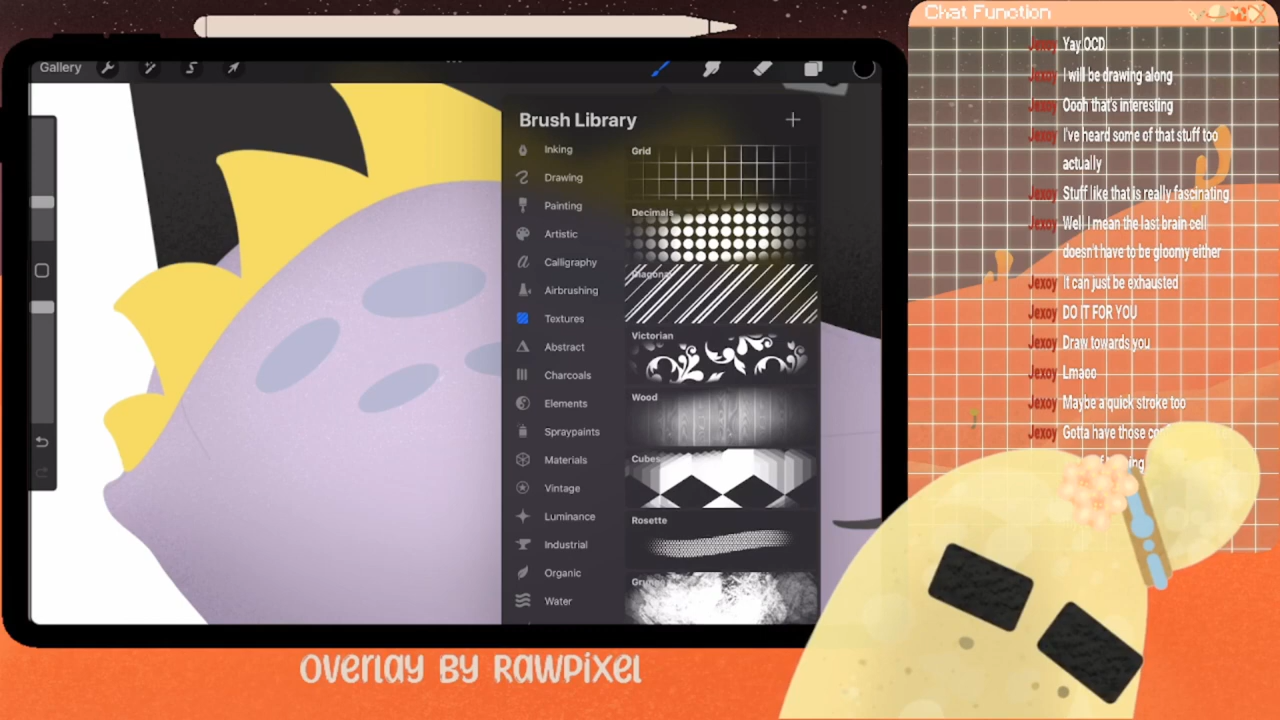 Chat Function
Gallery
Brush Library
Inking
Drawing
Painting
Artistic
Calligraphy
Airbrushing
Textures
Abstract
Charcoals
Elements
Spraypaints
Materials
Vintage
Luminance
Industrial
Organic
Water
Grid
Decimals
Victorian
Wood
Cubes
Rosette
Jexoy Yay OCD
Jexoy I will be drawing along
Jexoy Oooh that's interesting
Jexoy I've heard some of that stuff too
actually
Jexoy Stuff like that is really fascinating
Jexoy Well I mean the last brain cell
doesn't have to be gloomy either
Jexoy It can just be exhausted
Jexoy DO IT FOR YOU
Jexoy Draw towards you
Jexoy Lmaoo
Jexoy Maybe a quick stroke too
Jexoy Gotta have those
OVERLAY BY RAWPIXEL